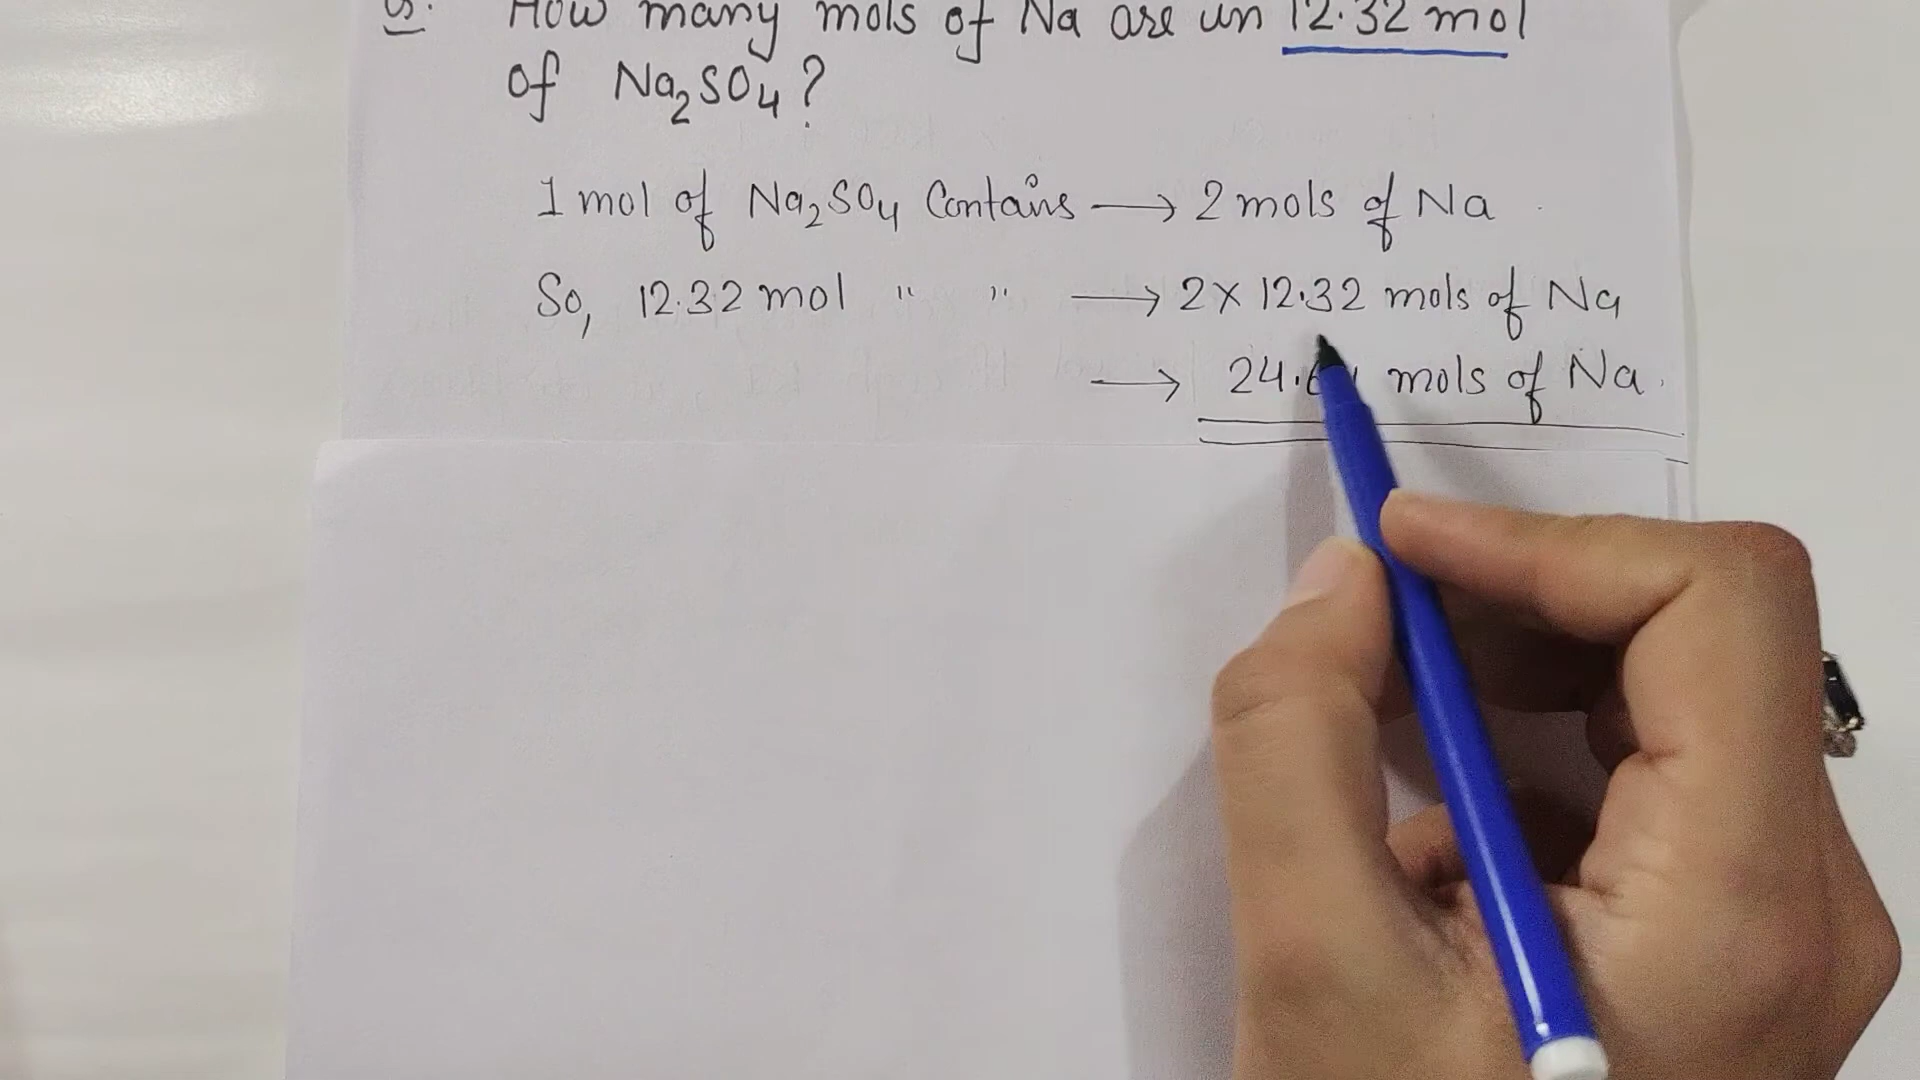 Q. How many mols of Na are in 12.32 mol
of Na₂SO₄?
1 mol of Na₂SO₄ Contains → 2 mols of Na
So, 12.32 mol " " → 2 × 12.32 mols of Na
→ mols of Na.